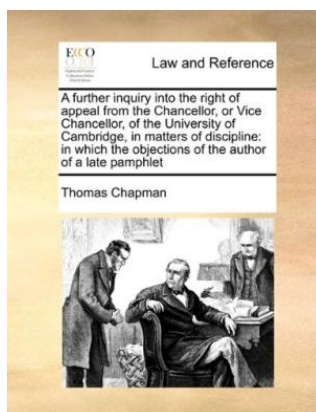 ECCO
Law and Reference
A further inquiry into the right of
appeal from the Chancellor, or Vice
Chancellor, of the University of
Cambridge, in matters of discipline:
in which the objections of the author
of a late pamphlet
Thomas Chapman